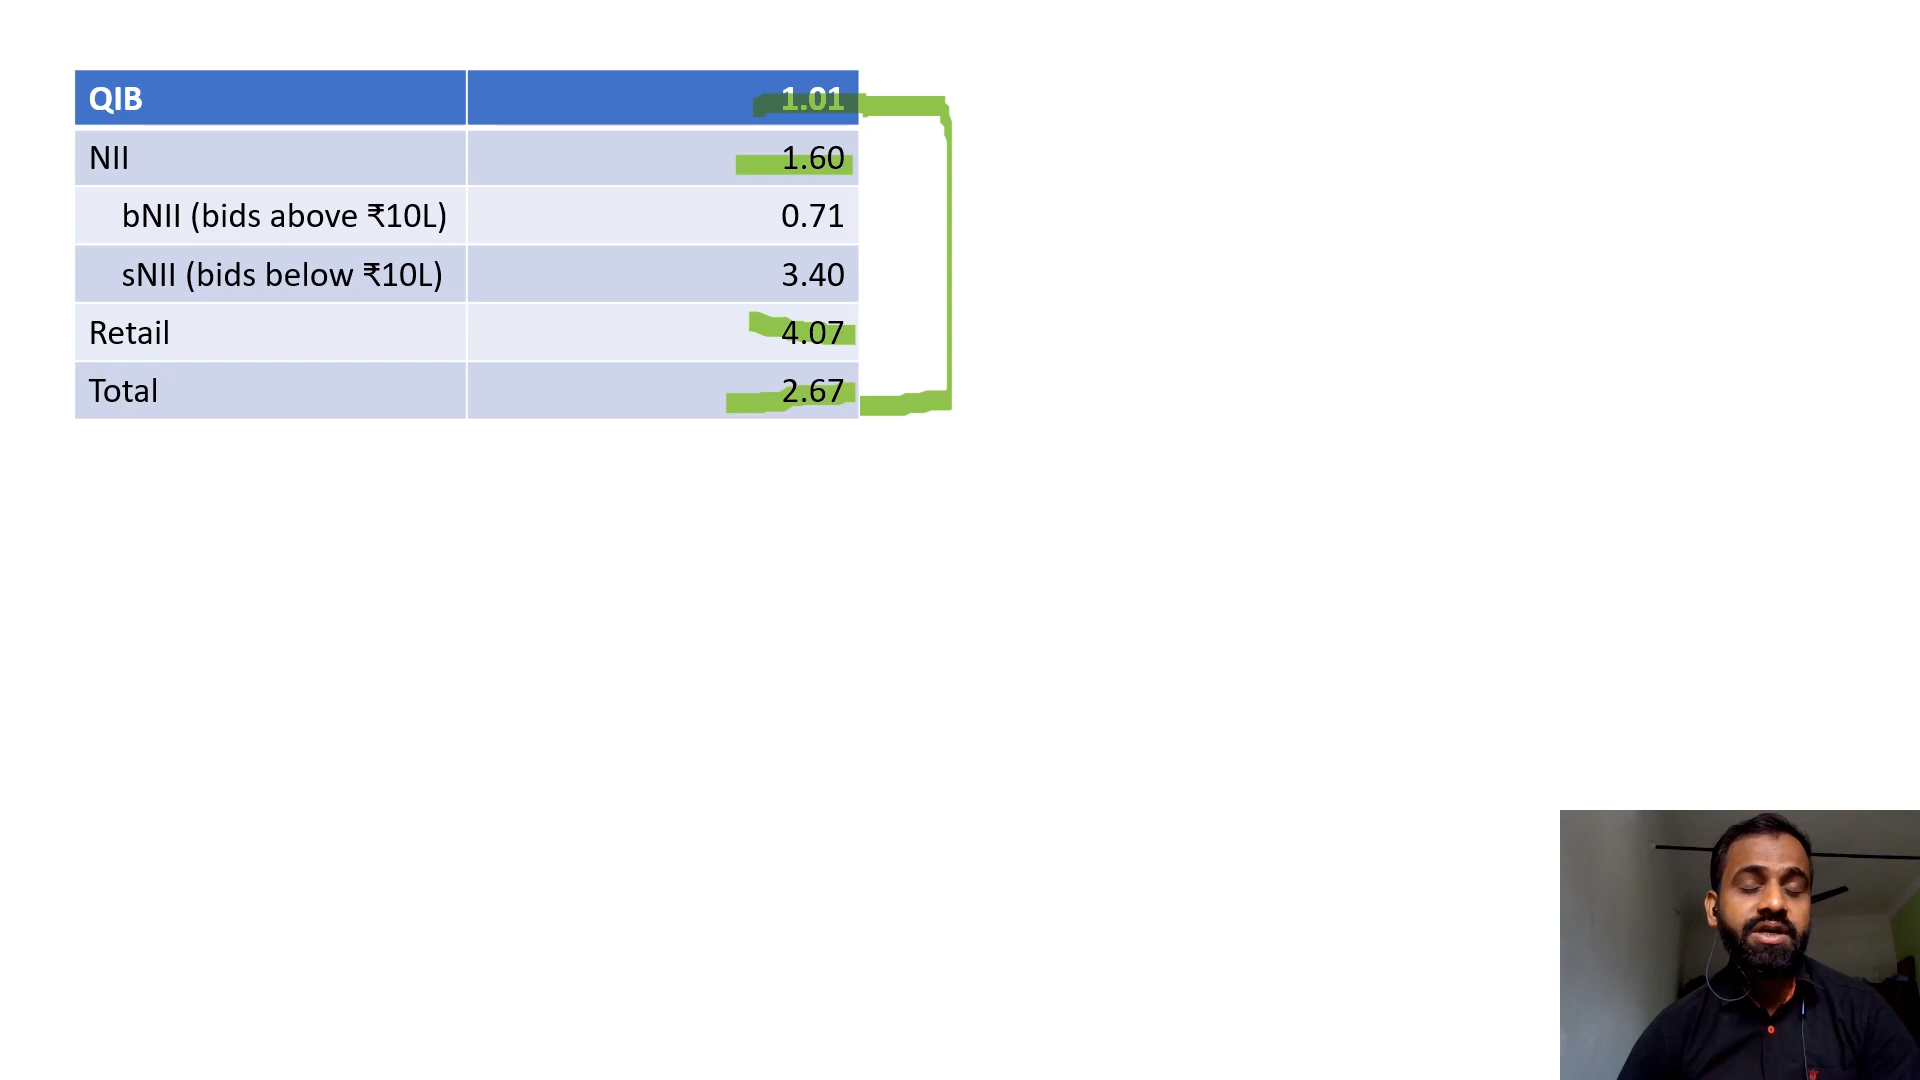 QIB 1.01
NII 1.60
bNII (bids above ₹10L) 0.71
sNII (bids below ₹10L) 3.40
Retail 4.07
Total 2.67